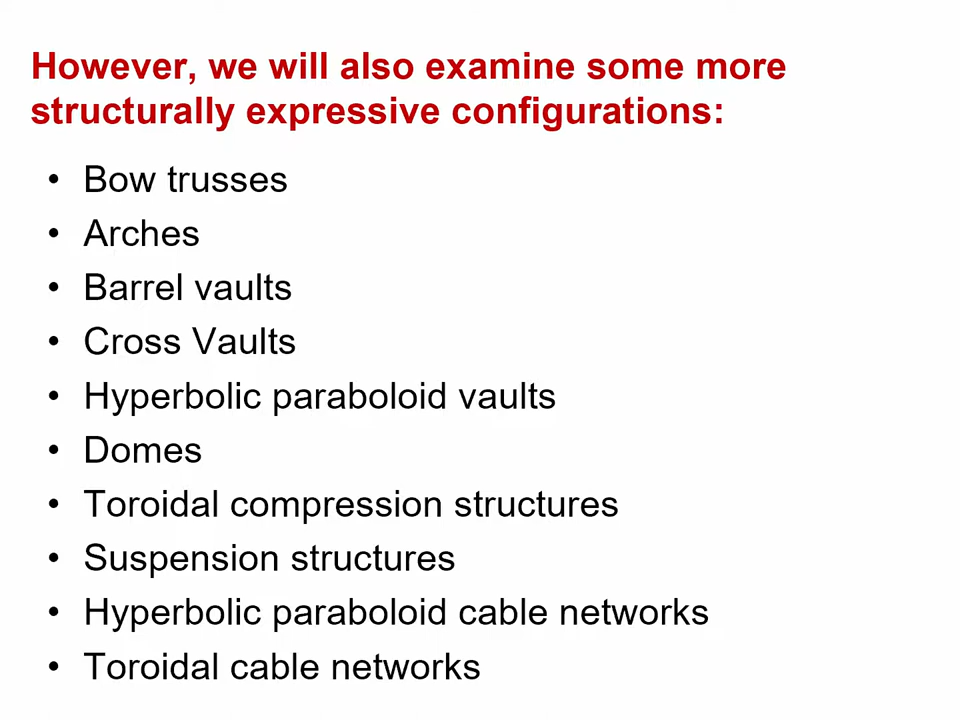 However, we will also examine some more
structurally expressive configurations:
• Bow trusses
• Arches
• Barrel vaults
• Cross Vaults
• Hyperbolic paraboloid vaults
• Domes
• Toroidal compression structures
• Suspension structures
• Hyperbolic paraboloid cable networks
• Toroidal cable networks